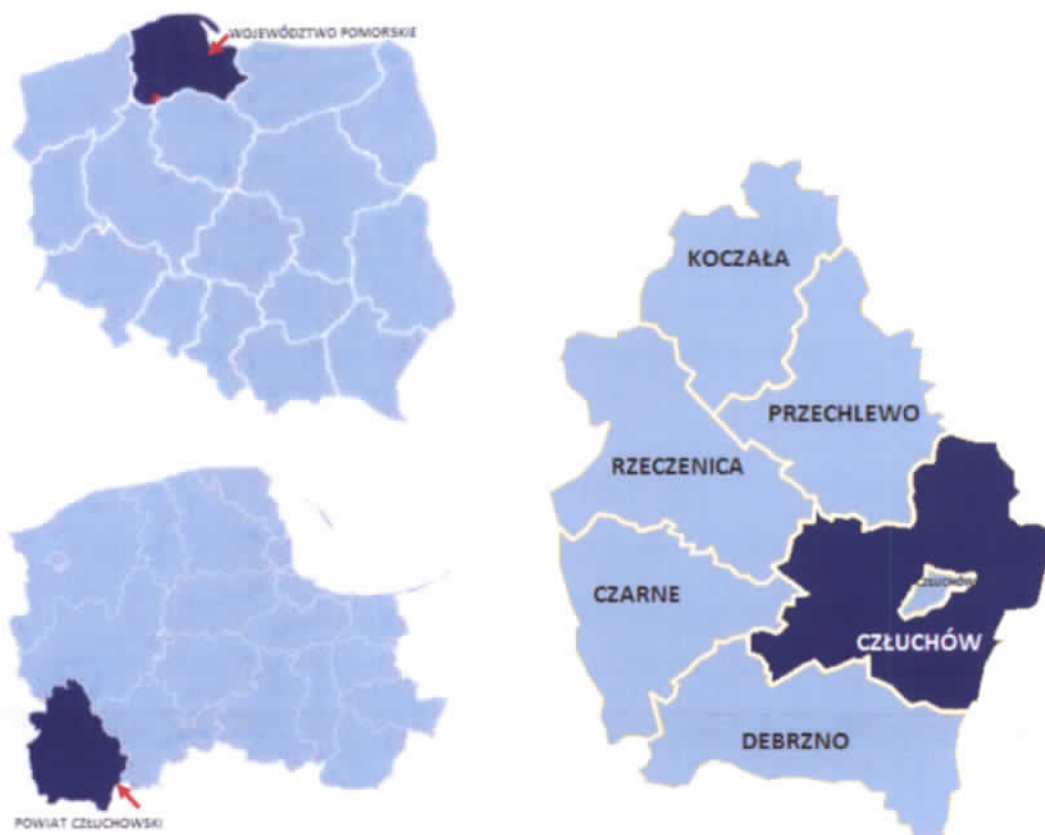 WOJEWÓDZTWO POMORSKIE
KOCZAŁA
PRZECHLEWO
RZECZENICA
CZARNE
CZŁUCHÓW
CZŁUCHÓW
DEBRZNO
POWIAT CZŁUCHOWSKI